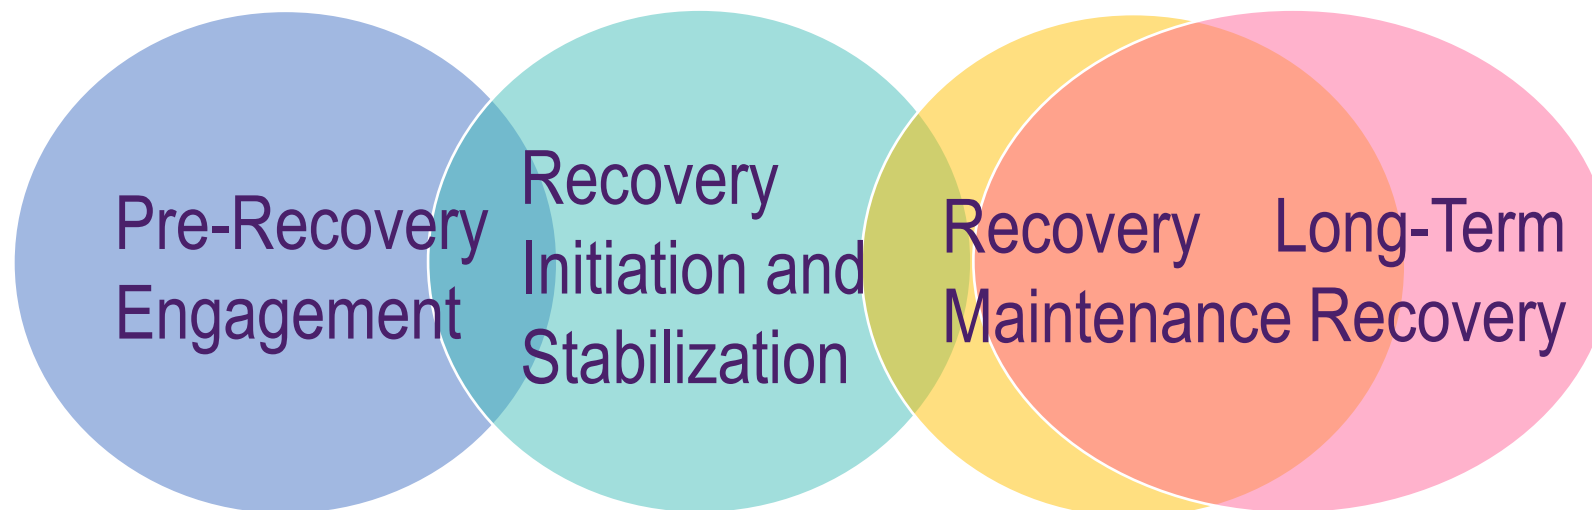 Pre-Recovery
Engagement
Recovery
Initiation and
Stabilization
Recovery
Maintenance
Long-Term
Recovery